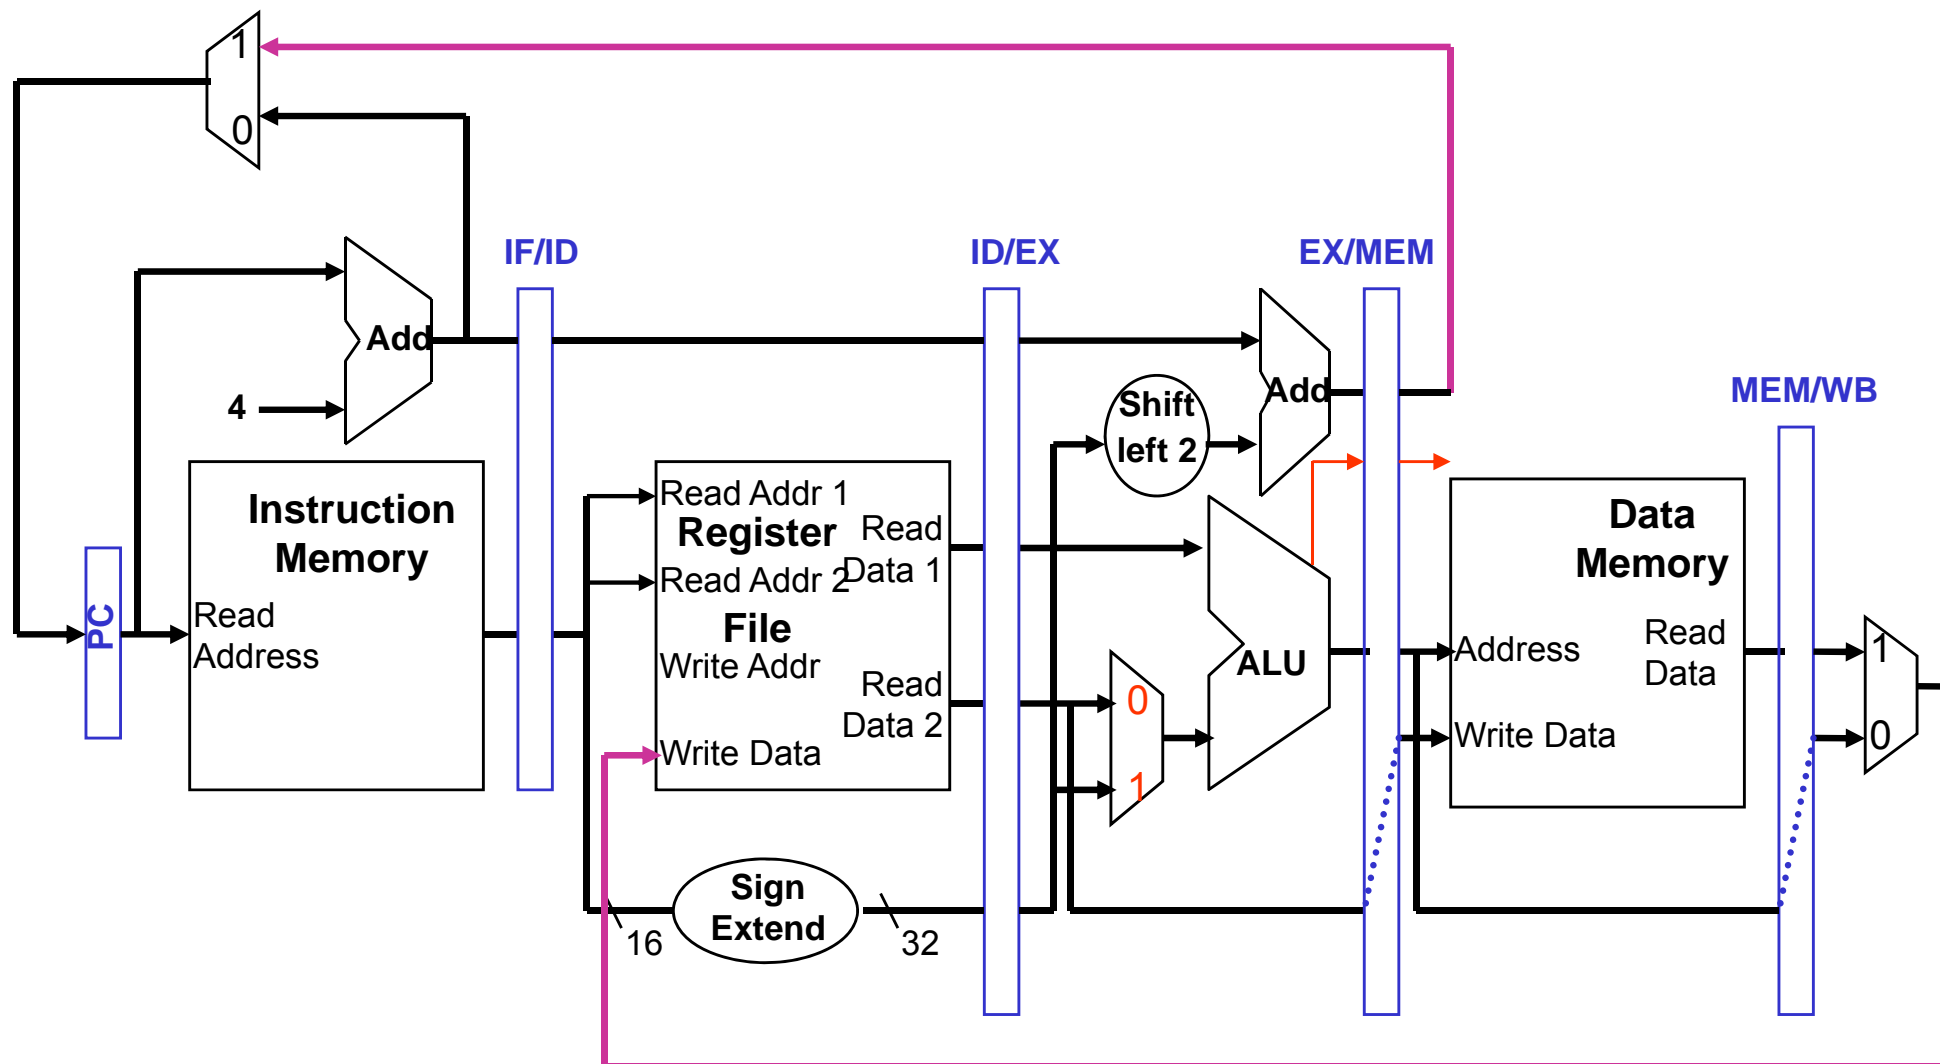 1
0
IF/ID
ID/EX
EX/MEM
Add
4
Add
Shift
left 2
MEM/WB
Instruction
Memory
Read
Address
PC
Read Addr 1
Register
Read
Data 1
Read Addr 2
File
Write Addr
Read
Data 2
Write Data
ALU
0
1
Data
Memory
Address
Read
Data
Write Data
1
0
Sign
Extend
16
32